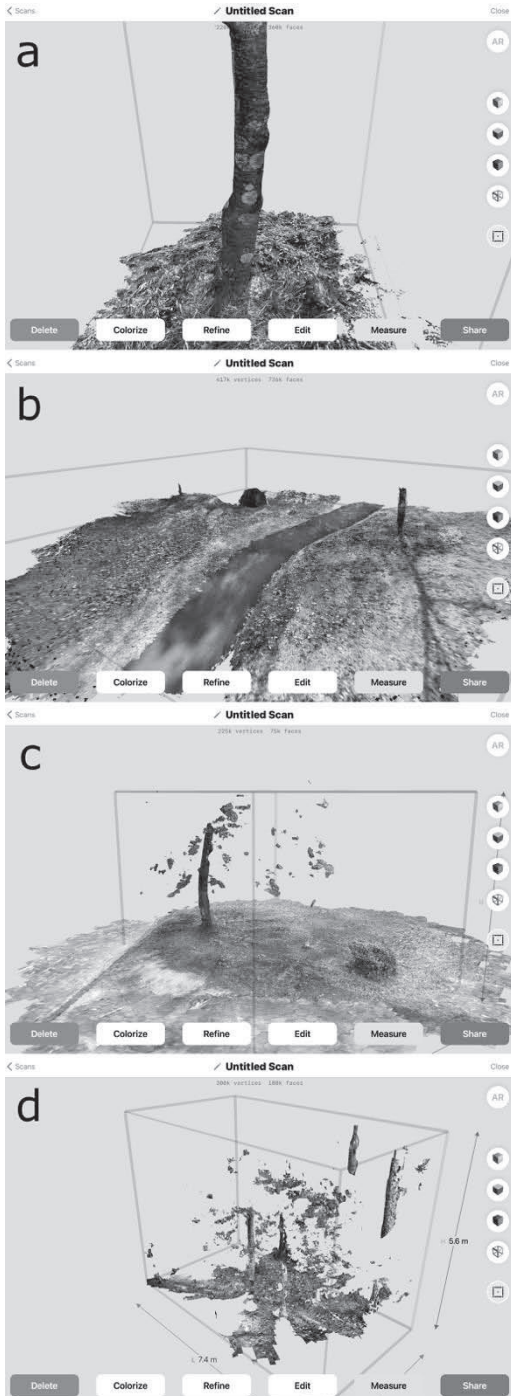 Scans
Untitled Scan
Close
a
AR
Delete
Colorize
Refine
Edit
Measure
Share
Scans
Untitled Scan
Close
b
AR
Delete
Colorize
Refine
Edit
Measure
Share
Scans
Untitled Scan
Close
c
AR
Delete
Colorize
Refine
Edit
Measure
Share
Scans
Untitled Scan
Close
d
AR
H 5.6 m
L 7.4 m
Delete
Colorize
Refine
Edit
Measure
Share